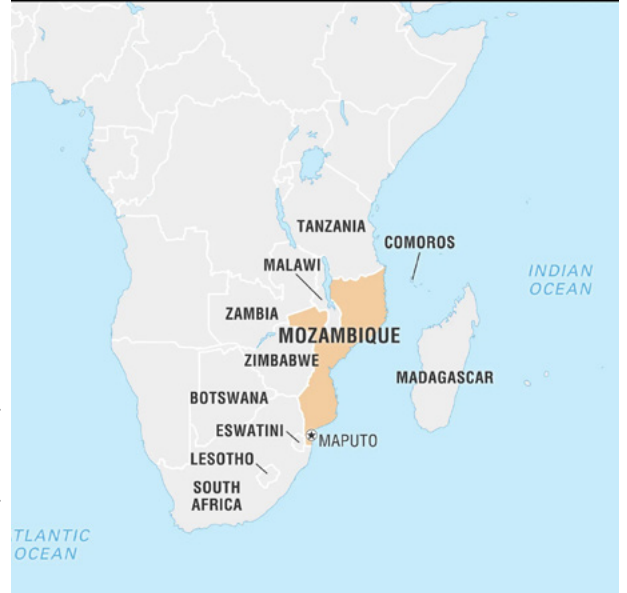 TANZANIA
COMOROS
MALAWI
INDIAN
OCEAN
ZAMBIA
MOZAMBIQUE
ZIMBABWE
MADAGASCAR
BOTSWANA
ESWATINI
MAPUTO
LESOTHO
SOUTH
AFRICA
TLANTIC
OCEAN